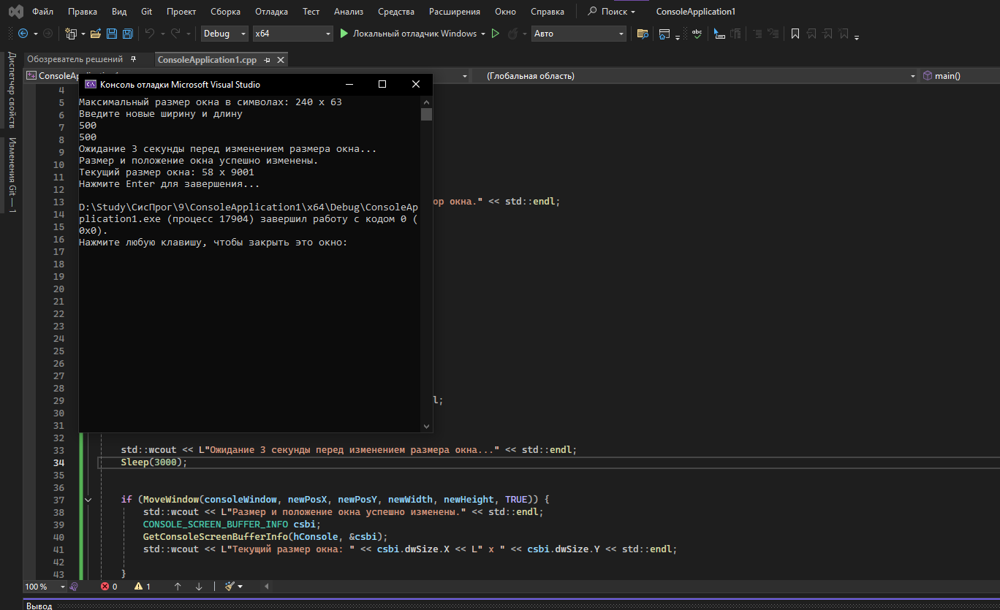 Файл Правка Вид Git Проект Сборка Отладка Тест Анализ Средства Расширения Окно Справка Поиск ConsoleApplication1
Debug x64 Локальный отладчик Windows Авто abc
Диспетчер свойств
Изменения Git — 1
Обозреватель решений ConsoleApplication1.cpp
ConsoleAp (Глобальная область) main()
Консоль отладки Microsoft Visual Studio
Максимальный размер окна в символах: 240 x 63
Введите новые ширину и длину
500
500
Ожидание 3 секунды перед изменением размера окна...
Размер и положение окна успешно изменены.
Текущий размер окна: 58 x 9001
Нажмите Enter для завершения...
D:\Study\СисПрог\9\ConsoleApplication1\x64\Debug\ConsoleAp
plication1.exe (процесс 17904) завершил работу с кодом 0 (
0x0).
Нажмите любую клавишу, чтобы закрыть это окно:
4
5
6
7
8
9
10
11
12
13 ор окна." << std::endl;
14
15
16
17
18
19
20
21
22
23
24
25
26
27
28
29 l;
30
31
32
33 std::wcout << L"Ожидание 3 секунды перед изменением размера окна..." << std::endl;
34 Sleep(3000);
35
36
37 if (MoveWindow(consoleWindow, newPosX, newPosY, newWidth, newHeight, TRUE)) {
38 std::wcout << L"Размер и положение окна успешно изменены." << std::endl;
39 CONSOLE_SCREEN_BUFFER_INFO csbi;
40 GetConsoleScreenBufferInfo(hConsole, &csbi);
41 std::wcout << L"Текущий размер окна: " << csbi.dwSize.X << L" x " << csbi.dwSize.Y << std::endl;
42
43 }
100 % 0 1
Вывод